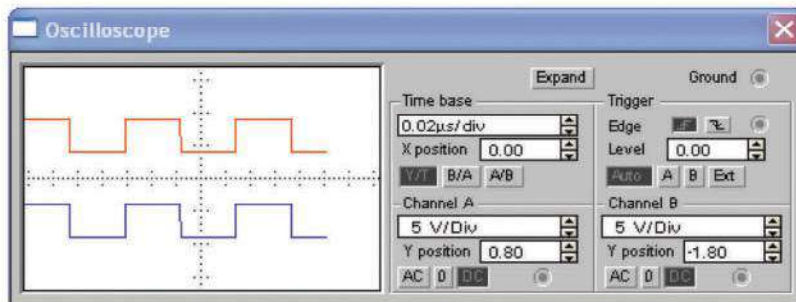 Oscilloscope
Expand
Ground
Time base
0.02µs/div
X position 0.00
Y/T B/A A/B
Trigger
Edge
Level 0.00
Auto A B Ext
Channel A
5 V/Div
Y position 0.80
AC 0 DC
Channel B
5 V/Div
Y position -1.80
AC 0 DC